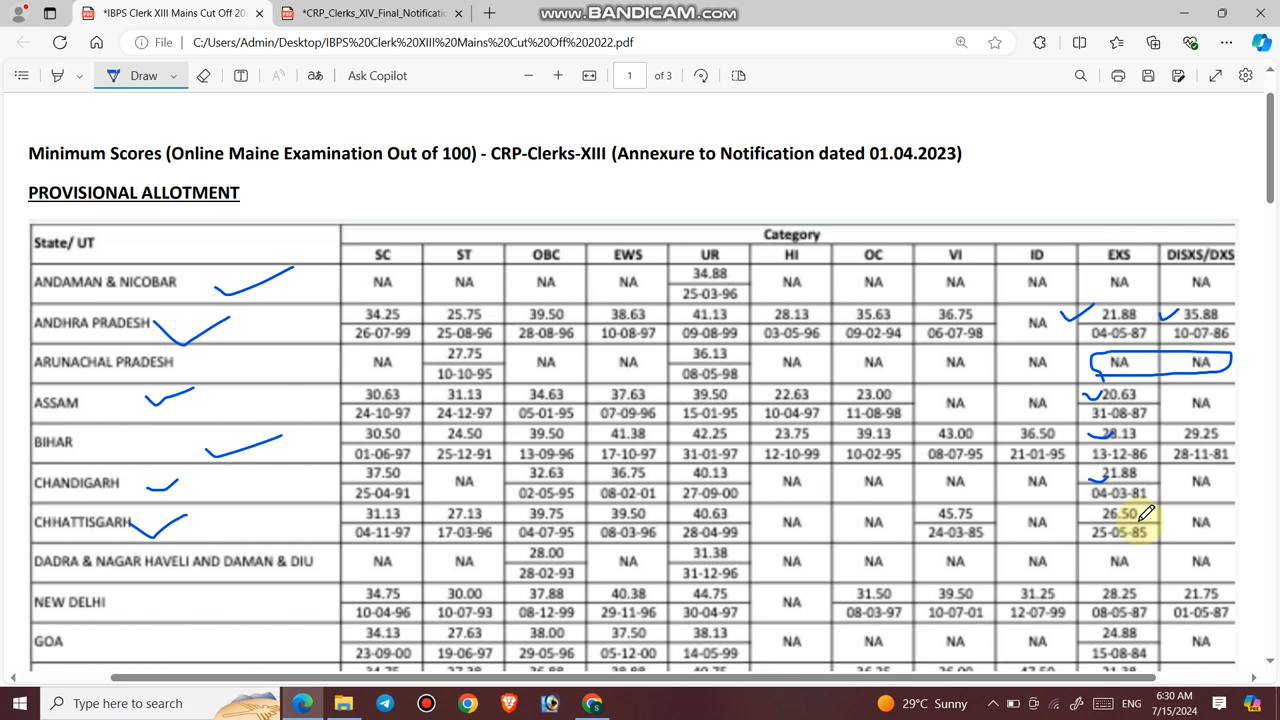 *IBPS Clerk XIII Mains Cut Off 20.. *CRP_Clerks_XIV_Final_Notificati
www.BANDICAM.com
File C:/Users/Admin/Desktop/IBPS%20Clerk%20XIII%20Mains%20Cut%20Off%202022.pdf
Draw Ask Copilot 1 of 3
Minimum Scores (Online Maine Examination Out of 100) - CRP-Clerks-XIII (Annexure to Notification dated 01.04.2023)
PROVISIONAL ALLOTMENT
State/ UT Category
SC ST OBC EWS UR HI OC VI ID EXS DISXS/DXS
ANDAMAN & NICOBAR NA NA NA NA 34.88 NA NA NA NA NA NA
25-03-96
ANDHRA PRADESH 34.25 25.75 39.50 38.63 41.13 28.13 35.63 36.75 NA 21.88 35.88
26-07-99 25-08-96 28-08-96 10-08-97 09-08-99 03-05-96 09-02-94 06-07-98 04-05-87 10-07-86
ARUNACHAL PRADESH NA 27.75 NA NA 36.13 NA NA NA NA NA NA
10-10-95 08-05-98
ASSAM 30.63 31.13 34.63 37.63 39.50 22.63 23.00 NA NA 20.63 NA
24-10-97 24-12-97 05-01-95 07-09-96 15-01-95 10-04-97 11-08-98 31-08-87
BIHAR 30.50 24.50 39.50 41.38 42.25 23.75 39.13 43.00 36.50 28.13 29.25
01-06-97 25-12-91 13-09-96 17-10-97 31-01-97 12-10-99 10-02-95 08-07-95 21-01-95 13-12-86 28-11-81
CHANDIGARH 37.50 NA 32.63 36.75 40.13 NA NA NA NA 21.88 NA
25-04-91 02-05-95 08-02-01 27-09-00 04-03-81
CHHATTISGARH 31.13 27.13 39.75 39.50 40.63 NA NA 45.75 NA 26.50 NA
04-11-97 17-03-96 04-07-95 08-03-96 28-04-99 24-03-85 25-05-85
DADRA & NAGAR HAVELI AND DAMAN & DIU NA NA 28.00 NA 31.38 NA NA NA NA NA NA
28-02-93 31-12-96
NEW DELHI 34.75 30.00 37.88 40.38 44.75 NA 31.50 39.50 31.25 28.25 21.75
10-04-96 10-07-93 08-12-99 29-11-96 30-04-97 08-03-97 10-07-01 12-07-99 08-05-87 01-05-87
GOA 34.13 27.63 38.00 37.50 38.13 NA NA NA NA 24.88 NA
23-09-00 19-06-97 29-05-96 05-12-00 14-05-99 15-08-84
Type here to search 29°C Sunny ENG 6:30 AM
7/15/2024